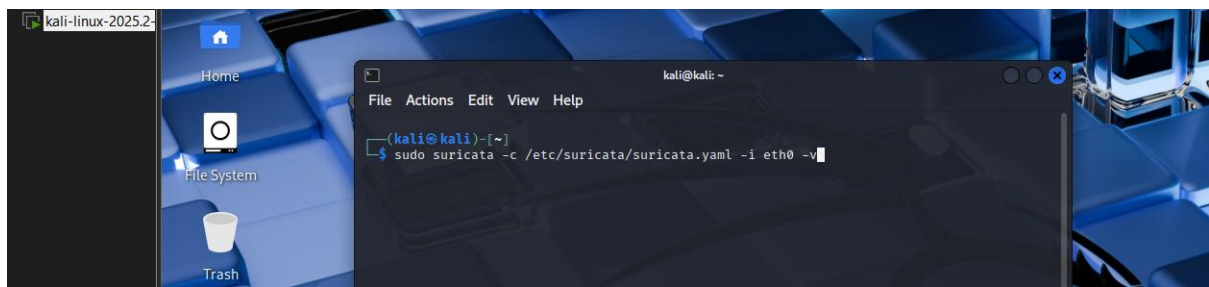 kali-linux-2025.2-
Home
File System
Trash
kali@kali: ~
File Actions Edit View Help
(kali㉿kali)-[~]
$ sudo suricata -c /etc/suricata/suricata.yaml -i eth0 -v